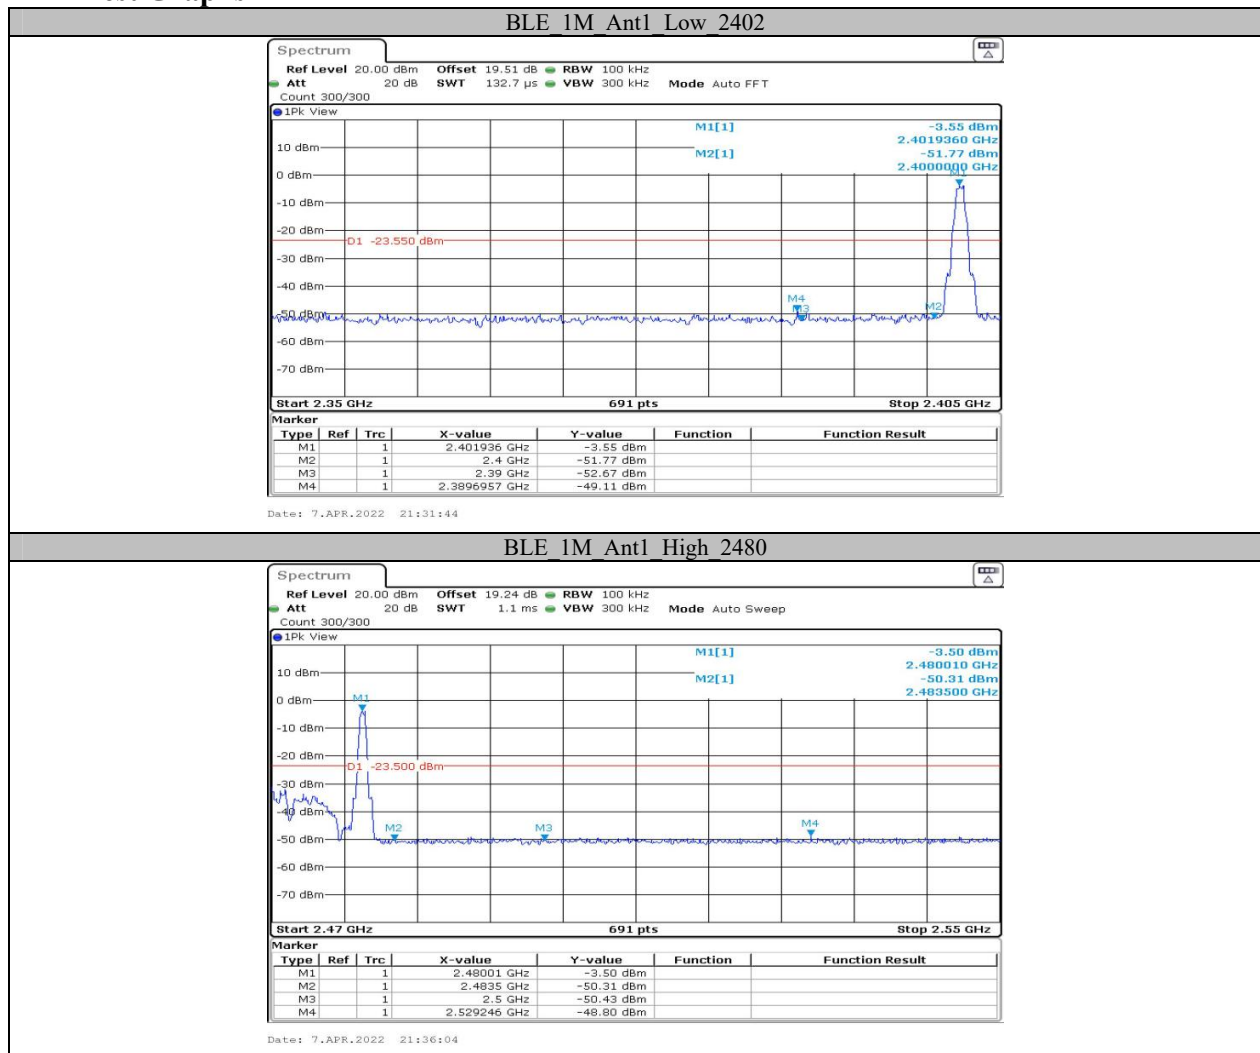 BLE_1M_Ant1_Low_2402
Spectrum
Ref Level 20.00 dBm Offset 19.51 dB RBW 100 kHz
Att 20 dB SWT 132.7 µs VBW 300 kHz Mode Auto FFT
Count 300/300
1Pk View
M1[1] -3.55 dBm
2.4019360 GHz
10 dBm
M2[1] -51.77 dBm
2.4000000 GHz
0 dBm
M1
-10 dBm
-20 dBm
D1 -23.550 dBm
-30 dBm
-40 dBm
M4
M3
M2
-50 dBm
-60 dBm
-70 dBm
Start 2.35 GHz 691 pts Stop 2.405 GHz
Marker
Type Ref Trc X-value Y-value Function Function Result
M1 1 2.401936 GHz -3.55 dBm
M2 1 2.4 GHz -51.77 dBm
M3 1 2.39 GHz -52.67 dBm
M4 1 2.3896957 GHz -49.11 dBm
Date: 7.APR.2022 21:31:44
BLE_1M_Ant1_High_2480
Spectrum
Ref Level 20.00 dBm Offset 19.24 dB RBW 100 kHz
Att 20 dB SWT 1.1 ms VBW 300 kHz Mode Auto Sweep
Count 300/300
1Pk View
M1[1] -3.50 dBm
2.480010 GHz
10 dBm
M2[1] -50.31 dBm
2.483500 GHz
0 dBm
M1
-10 dBm
-20 dBm
D1 -23.500 dBm
-30 dBm
-40 dBm
M2 M3 M4
-50 dBm
-60 dBm
-70 dBm
Start 2.47 GHz 691 pts Stop 2.55 GHz
Marker
Type Ref Trc X-value Y-value Function Function Result
M1 1 2.48001 GHz -3.50 dBm
M2 1 2.4835 GHz -50.31 dBm
M3 1 2.5 GHz -50.43 dBm
M4 1 2.529246 GHz -48.80 dBm
Date: 7.APR.2022 21:36:04